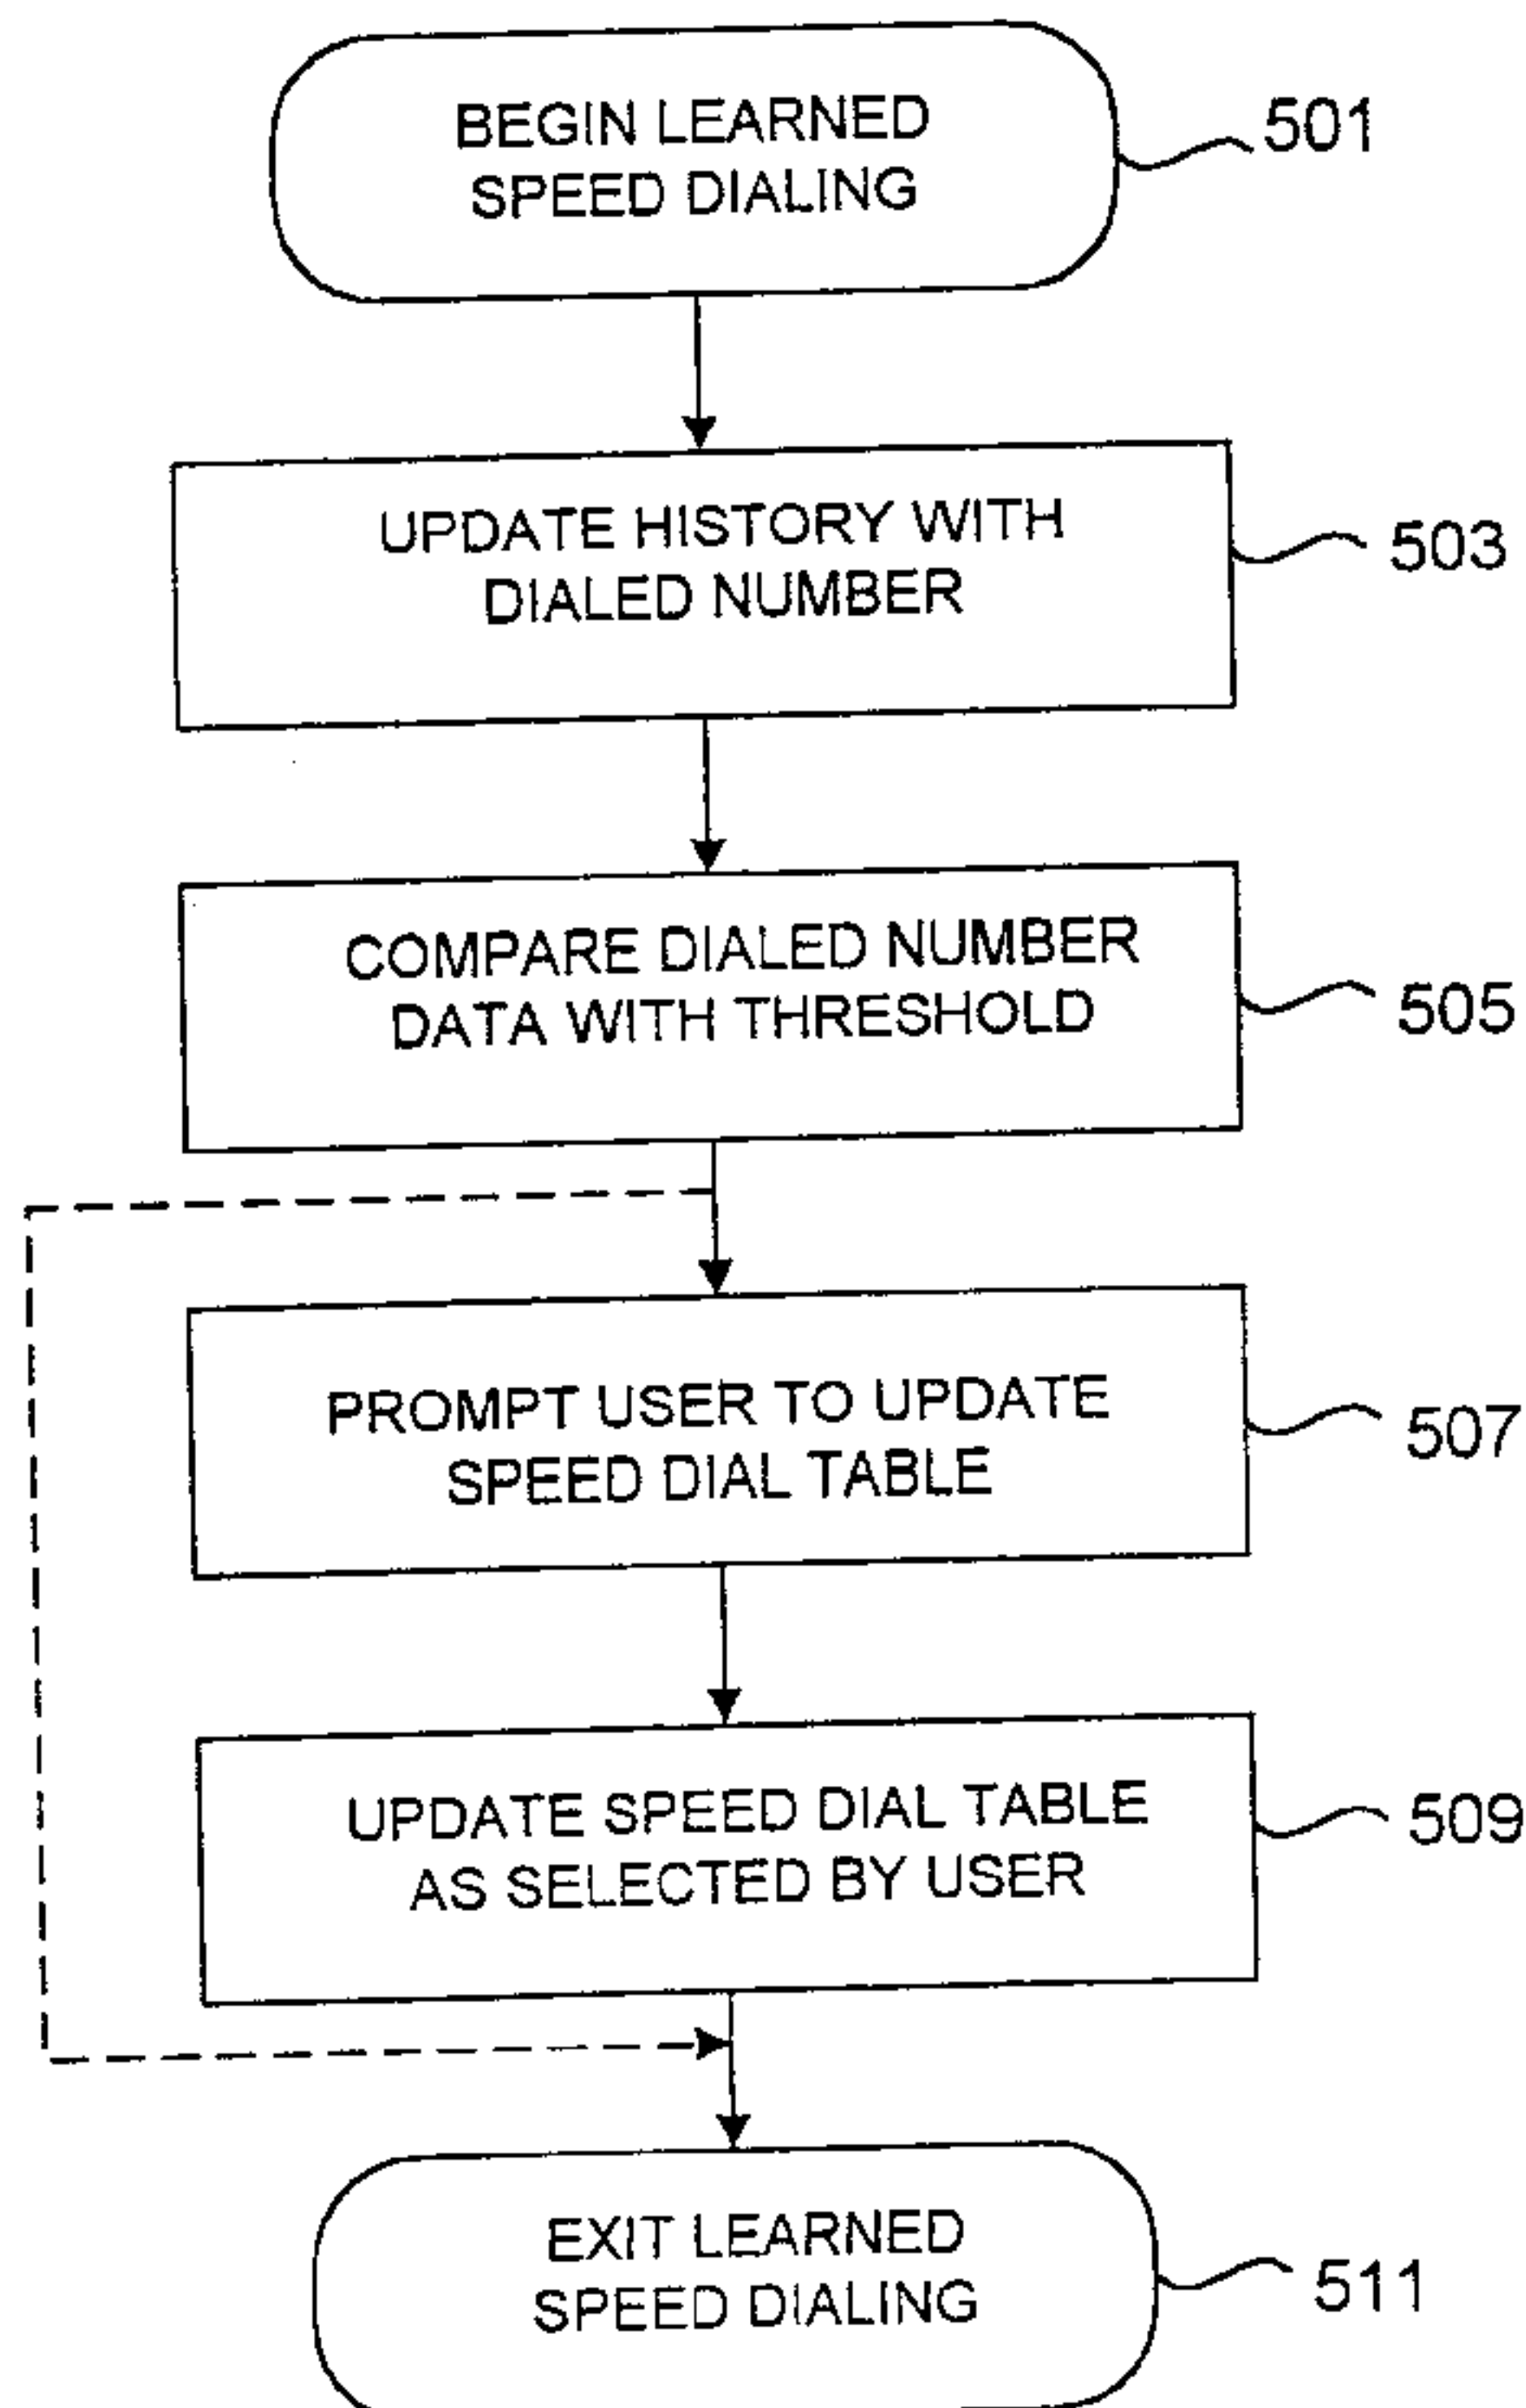 BEGIN LEARNED
SPEED DIALING
501
UPDATE HISTORY WITH
DIALED NUMBER
503
COMPARE DIALED NUMBER
DATA WITH THRESHOLD
505
PROMPT USER TO UPDATE
SPEED DIAL TABLE
507
UPDATE SPEED DIAL TABLE
AS SELECTED BY USER
509
EXIT LEARNED
SPEED DIALING
511